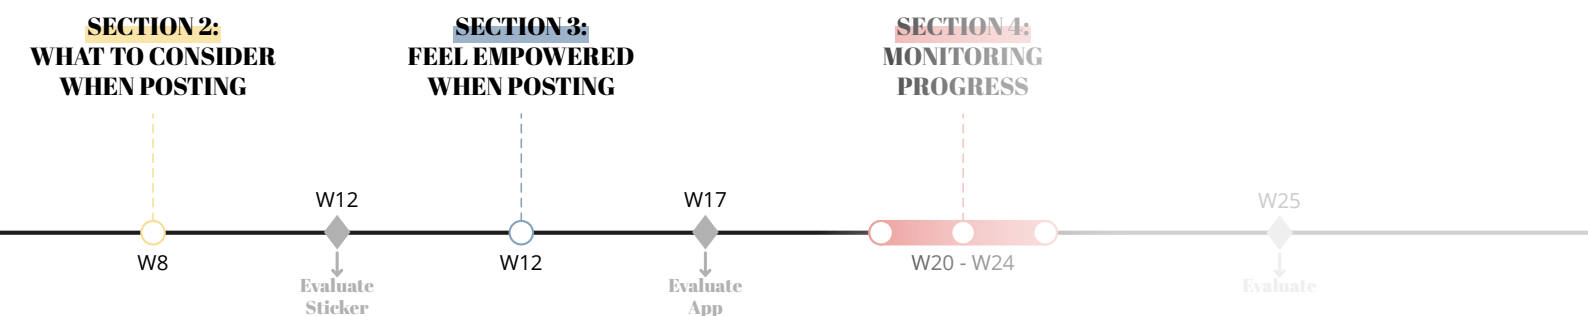 SECTION 2:
WHAT TO CONSIDER
WHEN POSTING
SECTION 3:
FEEL EMPOWERED
WHEN POSTING
SECTION 4:
MONITORING
PROGRESS
W12
W17
W25
W8
W12
W20 - W24
Evaluate
Sticker
Evaluate
App
Evaluate